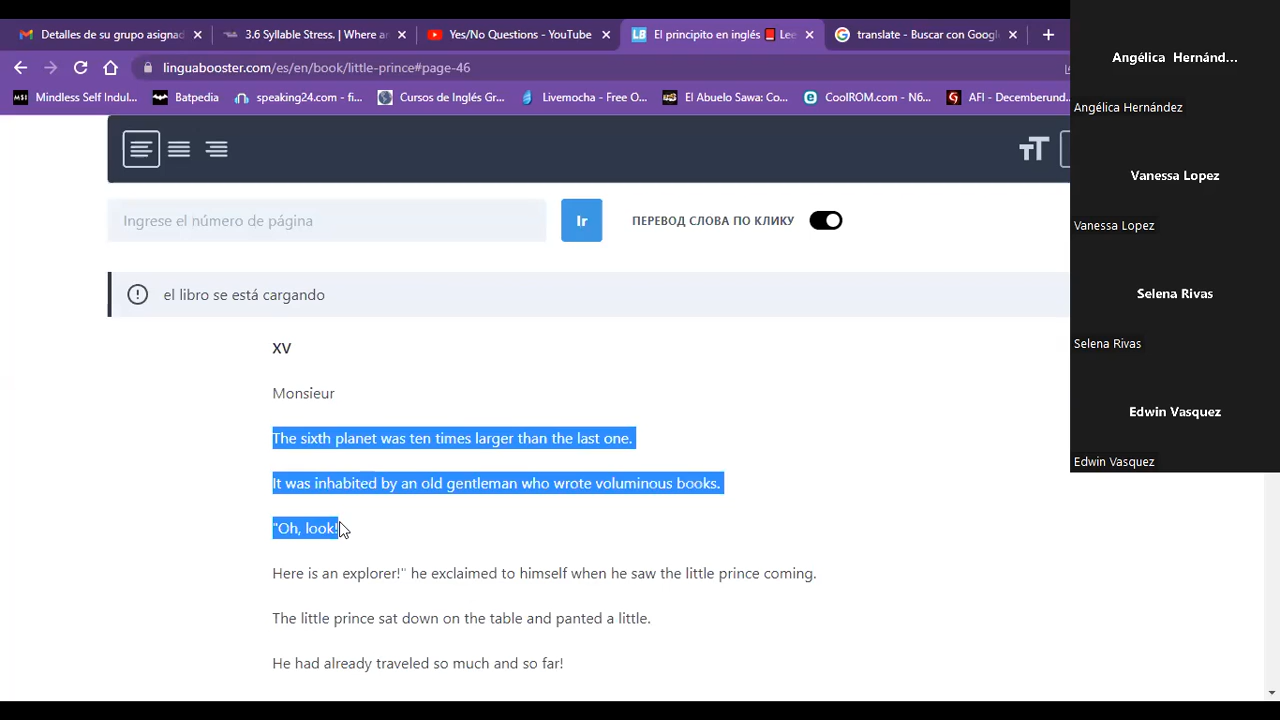 Detalles de su grupo asignad
3.6 Syllable Stress. | Where ar
Yes/No Questions - YouTube
El principito en inglés 📕 Lee
translate - Buscar con Google
linguabooster.com/es/en/book/little-prince#page-46
Mindless Self Indul...
Batpedia
speaking24.com - fi...
Cursos de Inglés Gr...
Livemocha - Free O...
El Abuelo Sawa: Co...
CoolROM.com - N6...
AFI - Decemberund...
Ingrese el número de página
Ir
ПЕРЕВОД СЛОВА ПО КЛИКУ
el libro se está cargando
XV
Monsieur
The sixth planet was ten times larger than the last one.
It was inhabited by an old gentleman who wrote voluminous books.
"Oh, look!
Here is an explorer!" he exclaimed to himself when he saw the little prince coming.
The little prince sat down on the table and panted a little.
He had already traveled so much and so far!
Angélica Hernánd...
Angélica Hernández
Vanessa Lopez
Vanessa Lopez
Selena Rivas
Selena Rivas
Edwin Vasquez
Edwin Vasquez